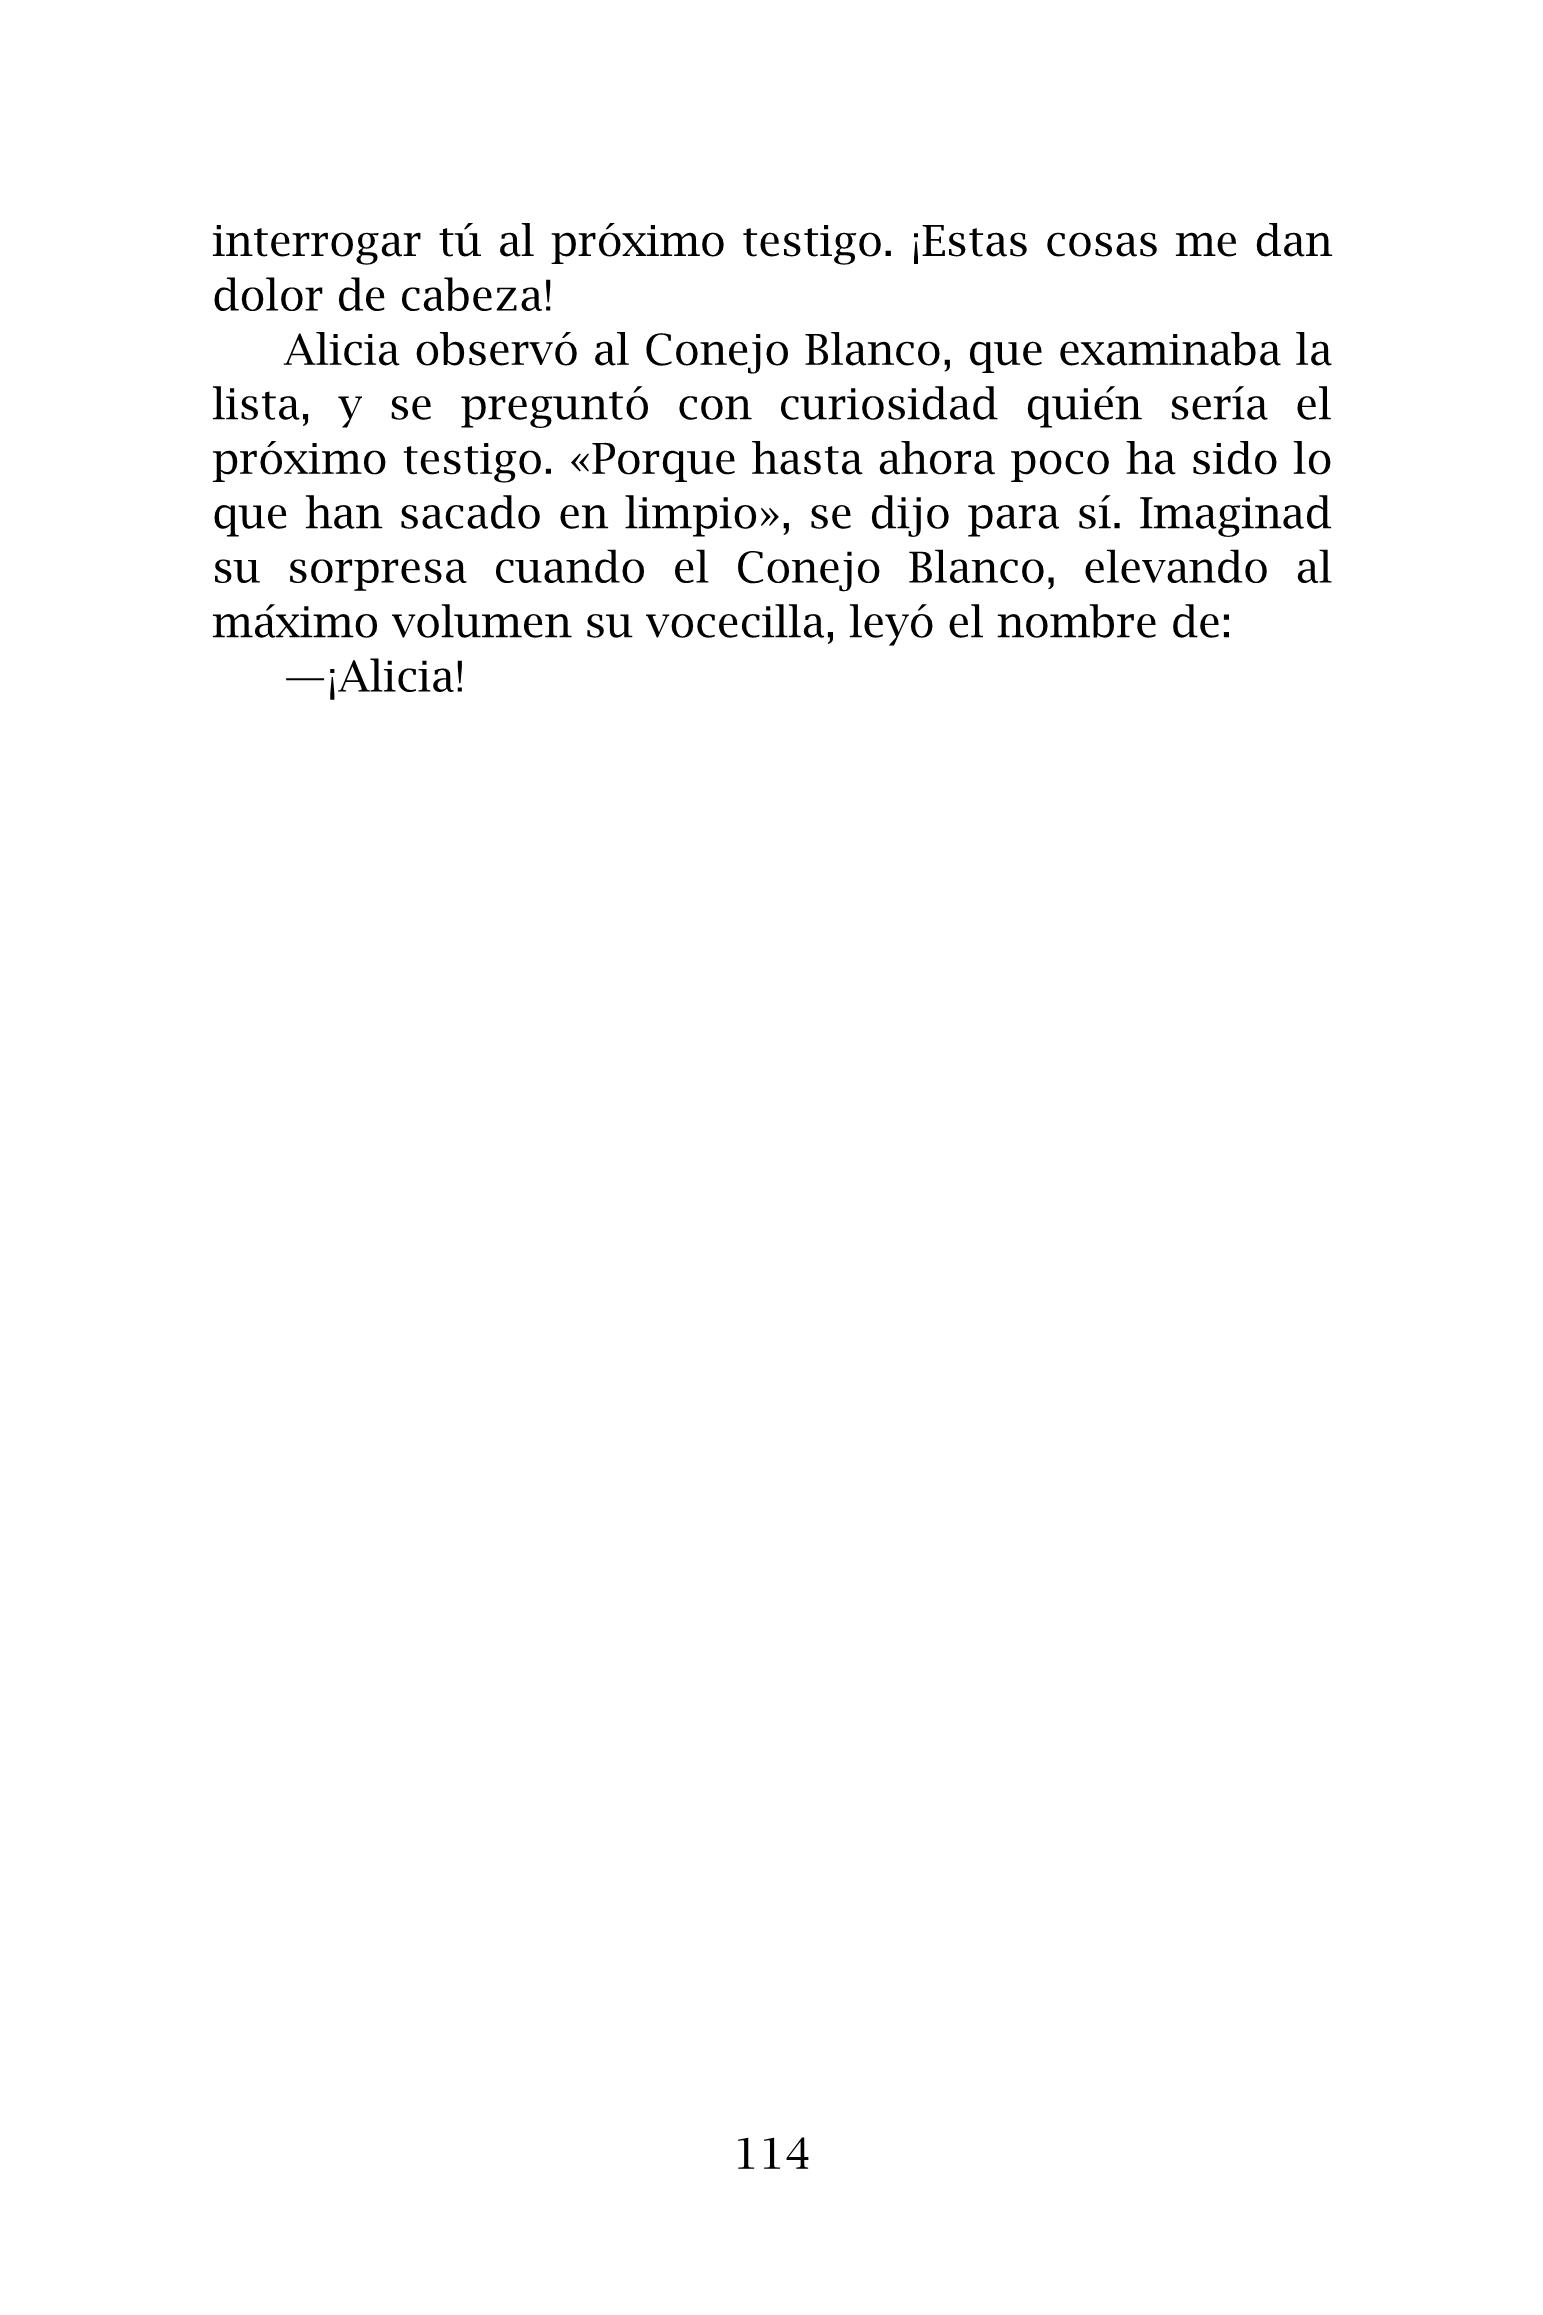 interrogar tú al próximo testigo. ¡Estas cosas me dan
dolor de cabeza!
Alicia observó al Conejo Blanco, que examinaba la
lista, y se preguntó con curiosidad quién sería el
próximo testigo. «Porque hasta ahora poco ha sido lo
que han sacado en limpio», se dijo para sí. Imaginad
su sorpresa cuando el Conejo Blanco, elevando al
máximo volumen su vocecilla, leyó el nombre de:
—¡Alicia!
114